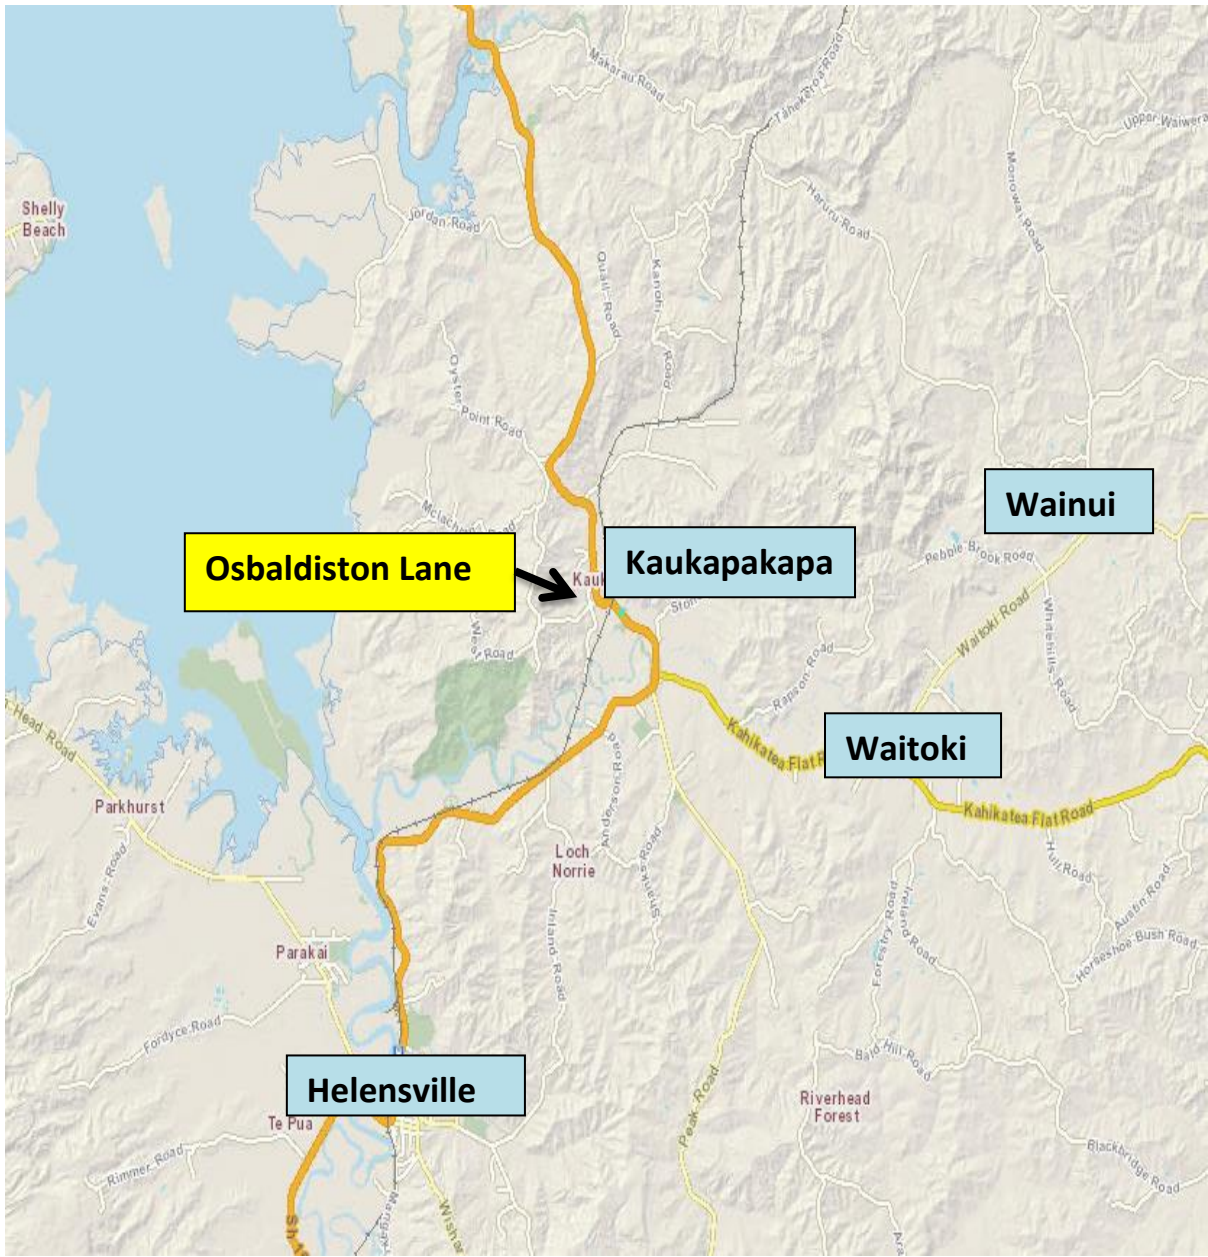 Makarau Road
Tahekeroa Road
Upper Waiwera
Monowai Road
Haruru Road
Shelly
Beach
Jordan Road
Quail Road
Kanohi
Road
Oyster
Point Road
Wainui
Osbaldiston Lane
Kaukapakapa
Pebble Brook Road
West Road
Waitoki Road
Whitehills Road
Rapson Road
Head Road
Kahikatea Flat
Waitoki
Kahikatea Flat Road
Parkhurst
Anderson Road
Loch
Norrie
Shanks Road
Hull Road
Austin Road
Evans Road
Inland Road
Forestry Road
Ireland Road
Horseshoe Bush Road
Parakai
Fordyce Road
Bald Hill Road
Helensville
Peak Road
Riverhead
Forest
Te Pua
Rimmer Road
Blackbridge Road